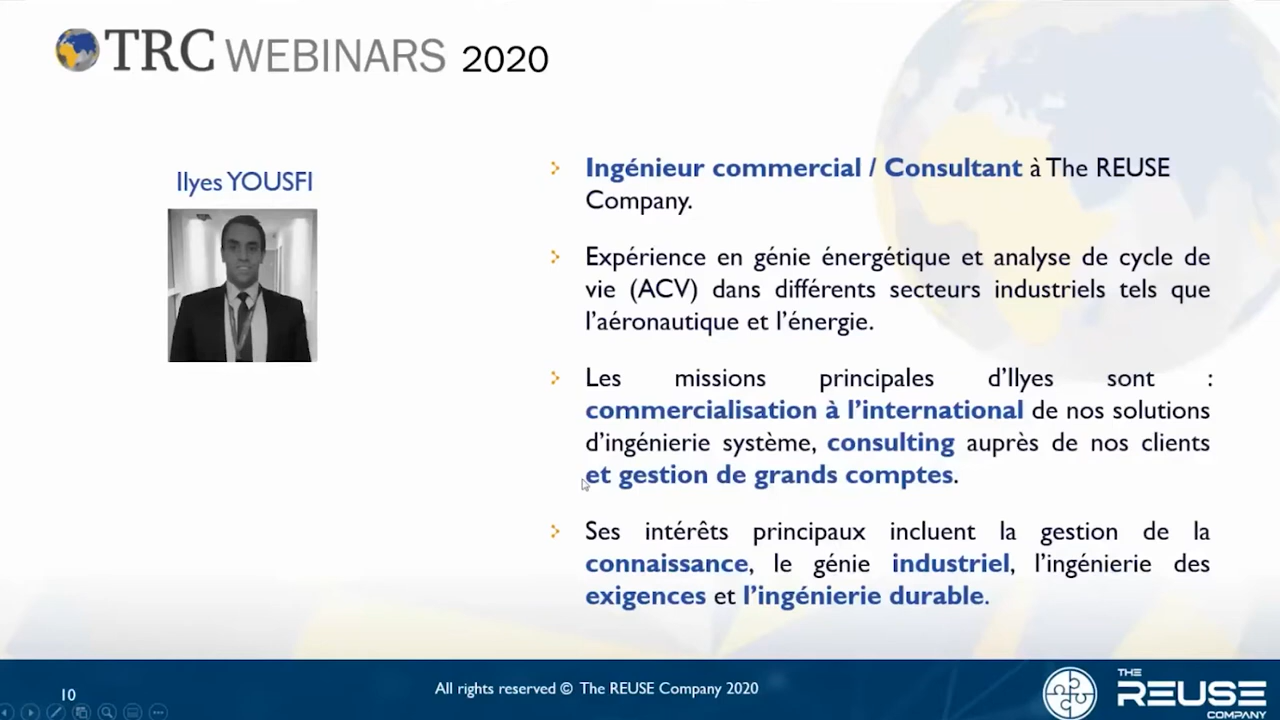 TRC WEBINARS 2020
Ilyes YOUSFI
Ingénieur commercial / Consultant à The REUSE
Company.
Expérience en génie énergétique et analyse de cycle de
vie (ACV) dans différents secteurs industriels tels que
l’aéronautique et l’énergie.
Les missions principales d’Ilyes sont :
commercialisation à l’international de nos solutions
d’ingénierie système, consulting auprès de nos clients
et gestion de grands comptes.
Ses intérêts principaux incluent la gestion de la
connaissance, le génie industriel, l’ingénierie des
exigences et l’ingénierie durable.
10
All rights reserved © The REUSE Company 2020
THE
REUSE
COMPANY